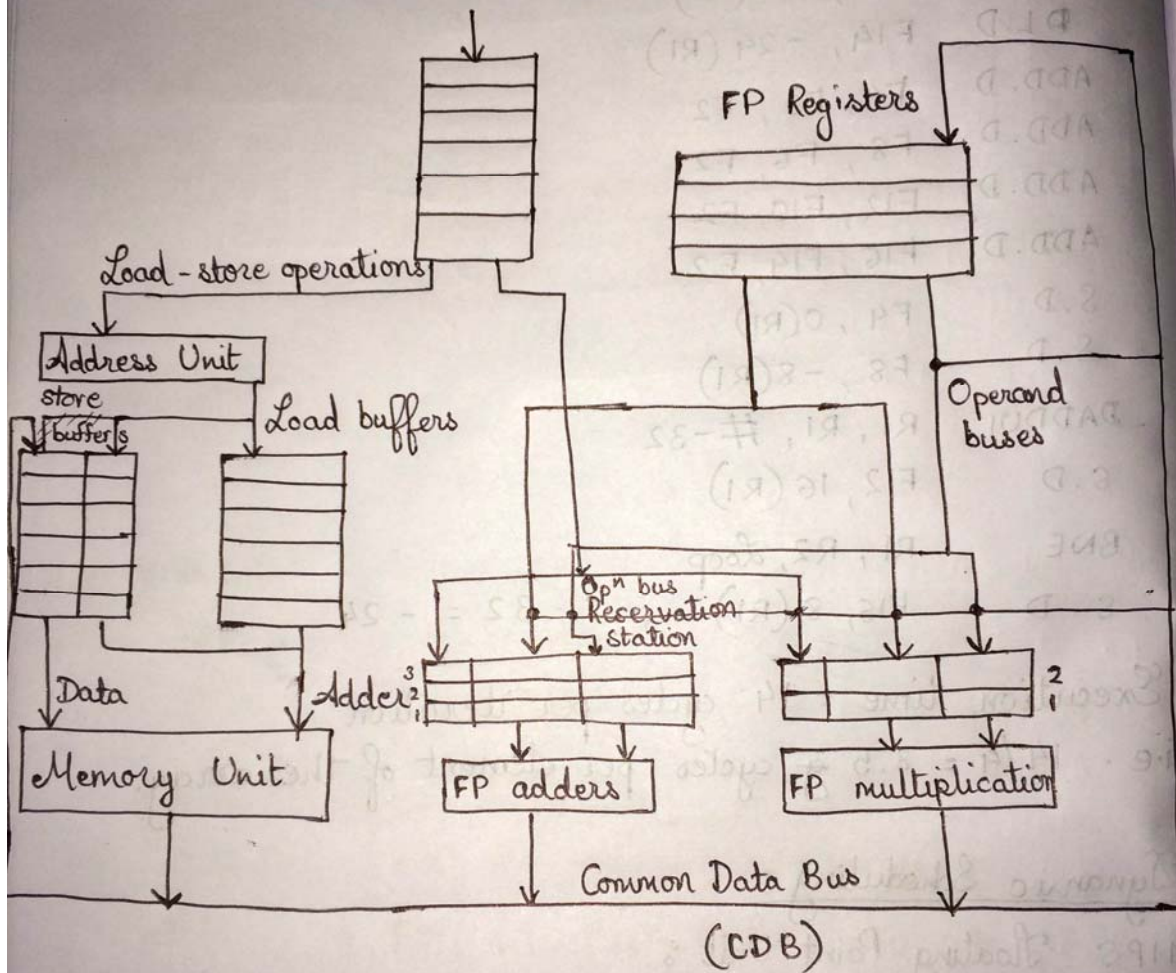 FP Registers
Load-store operations
Address Unit
store
buffers
Load buffers
Operand
buses
Opⁿ bus
Reservation
station
Data
Adder
3
2
1
2
1
Memory Unit
FP adders
FP multiplication
Common Data Bus
(CDB)